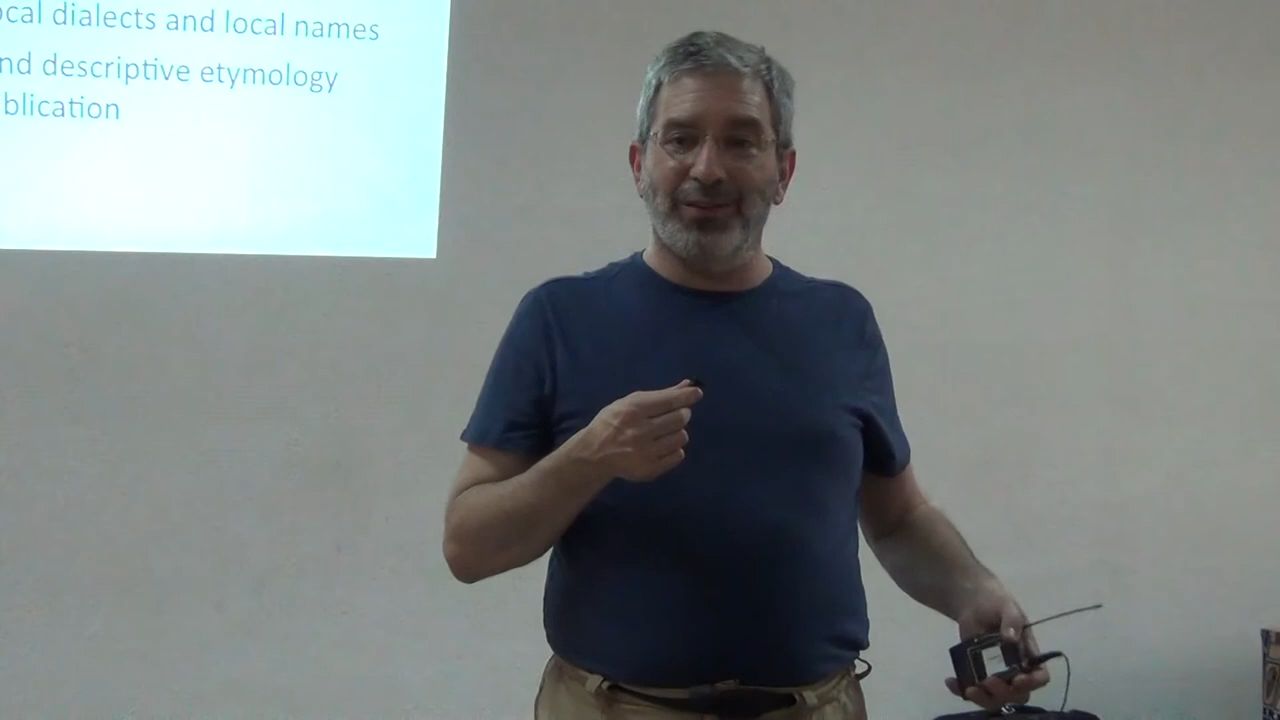 ocal dialects and local names
nd descriptive etymology
blication